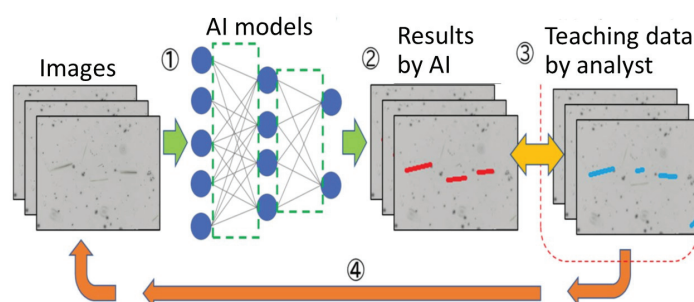 Images
①
AI models
②
Results
by AI
③
Teaching data
by analyst
④